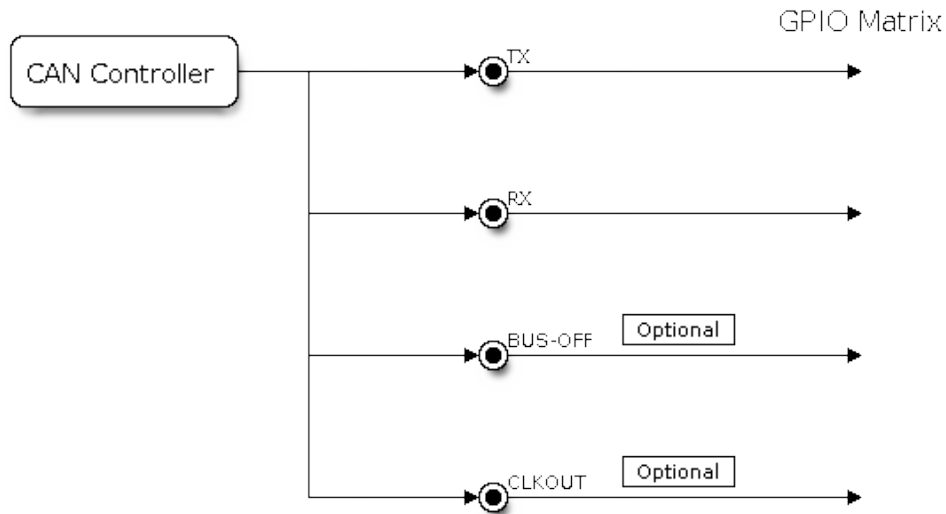 GPIO Matrix
CAN Controller
TX
RX
BUS-OFF
Optional
CLKOUT
Optional